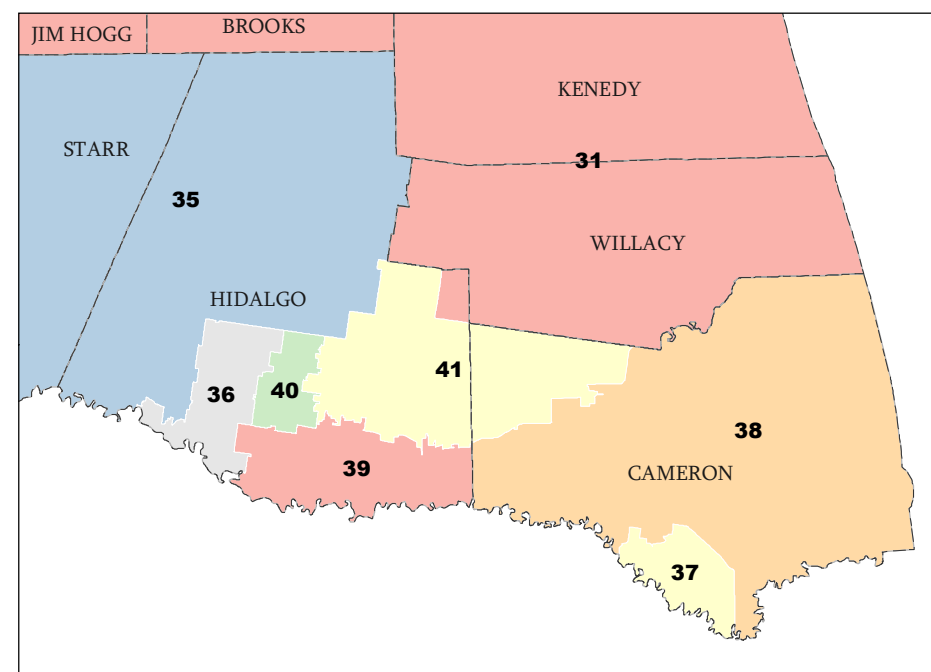 JIM HOGG
BROOKS
KENEDY
STARR
31
35
WILLACY
HIDALGO
41
36
40
38
39
CAMERON
37